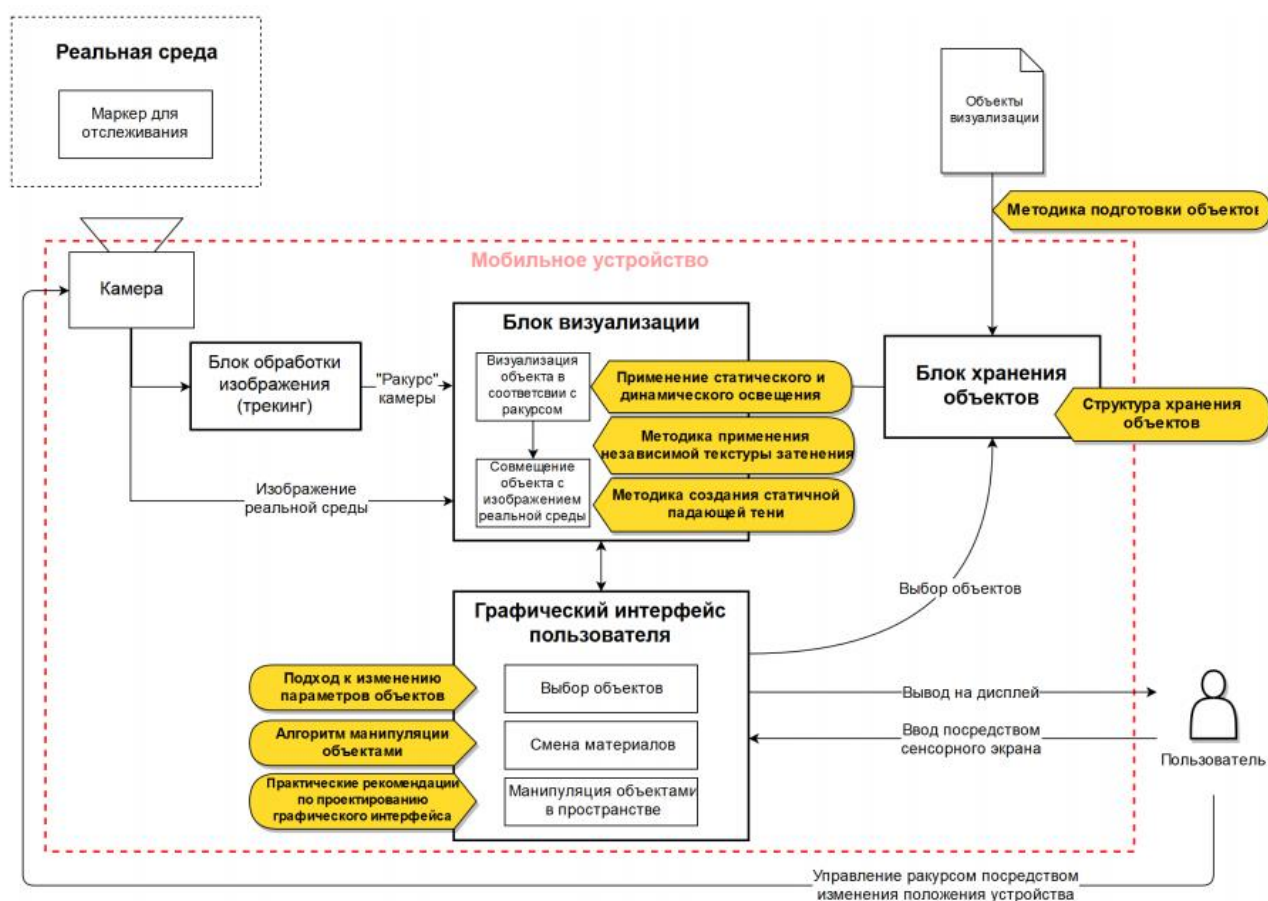 Реальная среда
Маркер для
отслеживания
Объекты
визуализации
Методика подготовки объектов
Мобильное устройство
Камера
Блок обработки
изображения
(трекинг)
"Ракурс"
камеры
Изображение
реальной среды
Блок визуализации
Визуализация
объекта в
соответсвии с
ракурсом
Совмещение
объекта с
изображением
реальной среды
Применение статического и
динамического освещения
Методика применения
независимой текстуры затенения
Методика создания статичной
падающей тени
Блок хранения
объектов
Структура хранения
объектов
Выбор объектов
Графический интерфейс
пользователя
Выбор объектов
Смена материалов
Манипуляция объектами
в пространстве
Подход к изменению
параметров объектов
Алгоритм манипуляции
объектами
Практические рекомендации
по проектированию
графического интерфейса
Вывод на дисплей
Ввод посредством
сенсорного экрана
Пользователь
Управление ракурсом посредством
изменения положения устройства